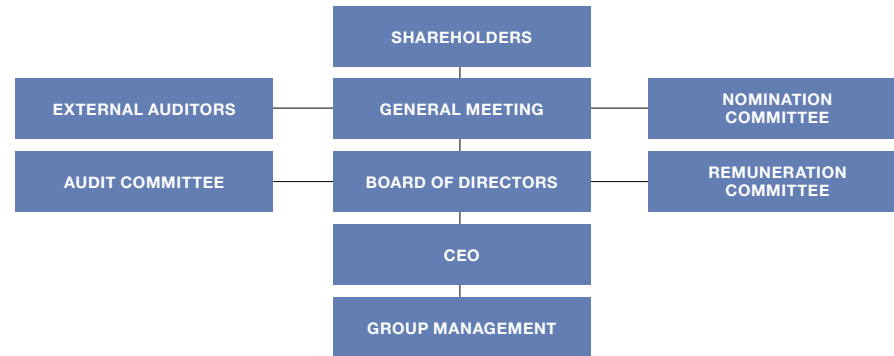 SHAREHOLDERS
EXTERNAL AUDITORS
GENERAL MEETING
NOMINATION
COMMITTEE
AUDIT COMMITTEE
BOARD OF DIRECTORS
REMUNERATION
COMMITTEE
CEO
GROUP MANAGEMENT